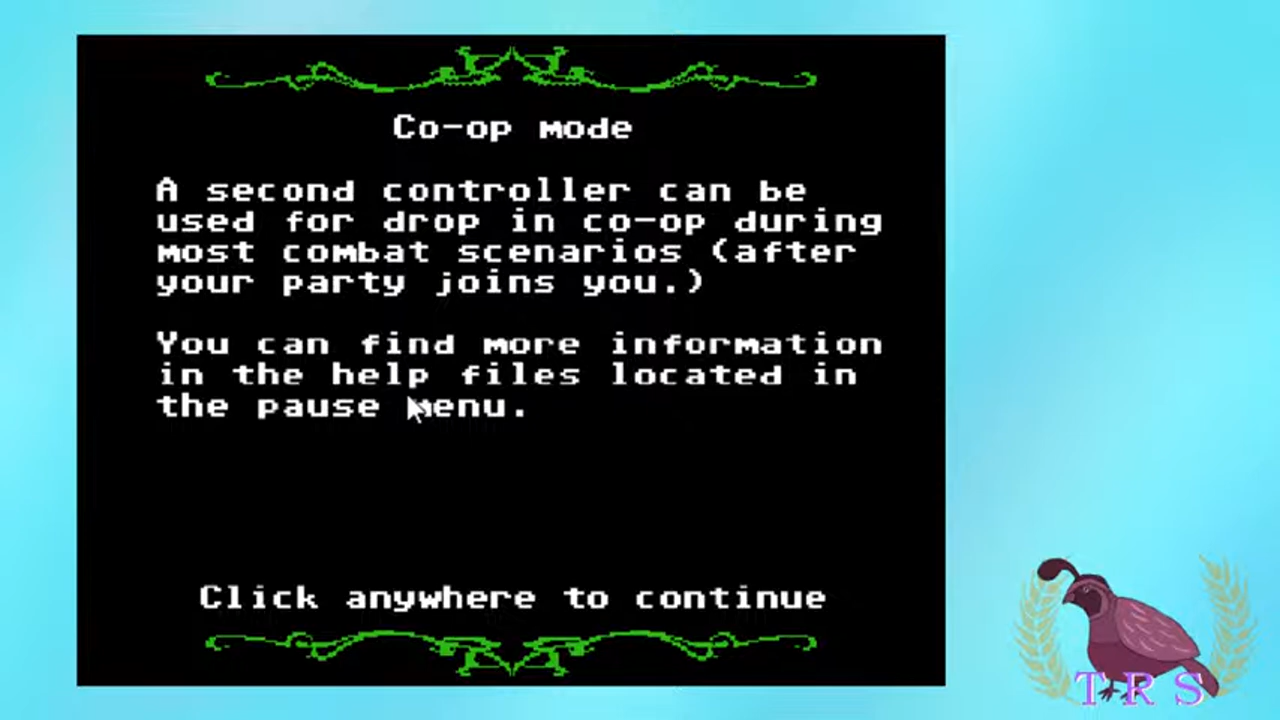 Co-op mode
A second controller can be
used for drop in co-op during
most combat scenarios (after
your party joins you.)
You can find more information
in the help files located in
the pause menu.
Click anywhere to continue
TRS